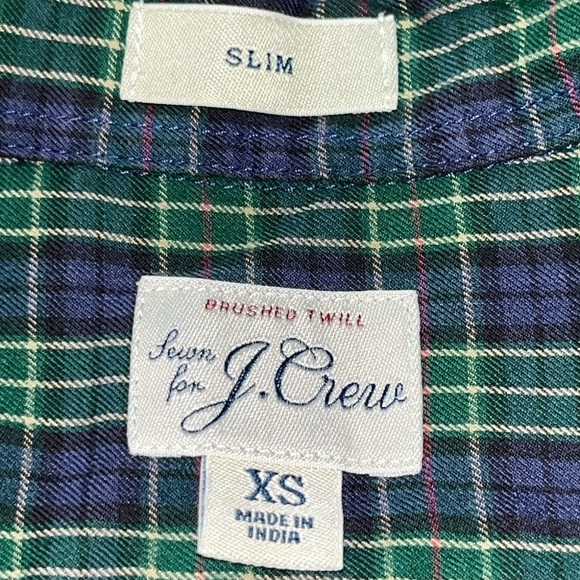 SLIM
BRUSHED TWILL
Sewn
for J.Crew
XS
MADE IN
INDIA